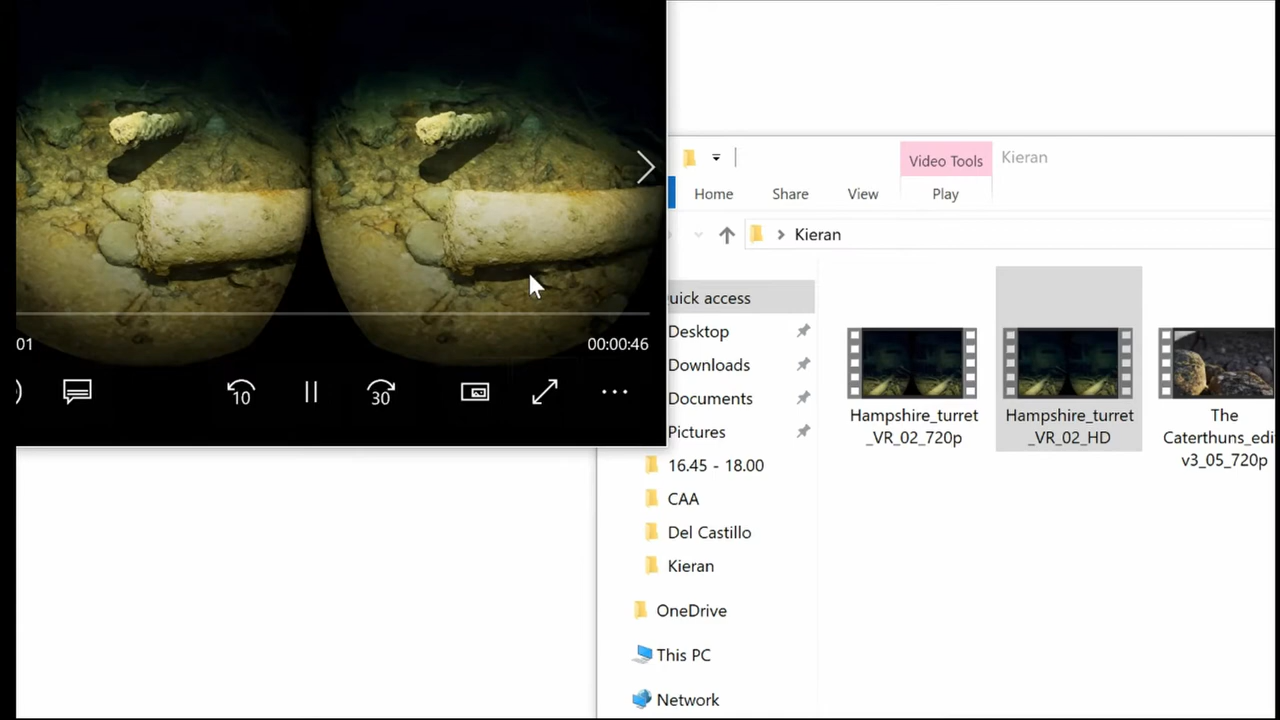 01
00:00:46
10
30
Video Tools
Kieran
Home
Share
View
Play
Kieran
uick access
Desktop
Downloads
Documents
Pictures
16.45 - 18.00
CAA
Del Castillo
Kieran
OneDrive
This PC
Network
Hampshire_turret
_VR_02_720p
Hampshire_turret
_VR_02_HD
The
Caterthuns_edi
v3_05_720p